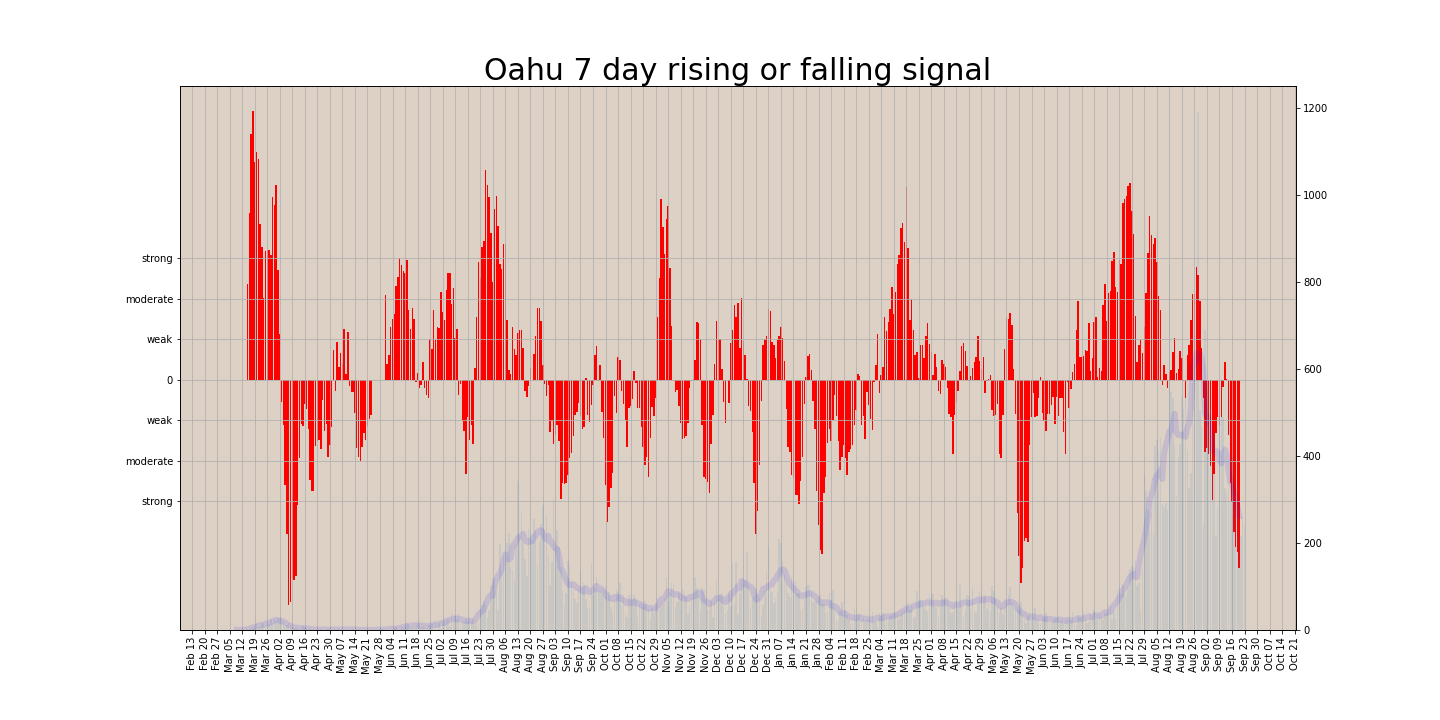 Oahu 7 day rising or falling signal
strong
moderate
weak
0
weak
moderate
strong
1200
1000
800
600
400
200
0
Feb 13
Feb 20
Feb 27
Mar 05
Mar 12
Mar 19
Mar 26
Apr 02
Apr 09
Apr 16
Apr 23
Apr 30
May 07
May 14
May 21
May 28
Jun 04
Jun 11
Jun 18
Jun 25
Jul 02
Jul 09
Jul 16
Jul 23
Jul 30
Aug 06
Aug 13
Aug 20
Aug 27
Sep 03
Sep 10
Sep 17
Sep 24
Oct 01
Oct 08
Oct 15
Oct 22
Oct 29
Nov 05
Nov 12
Nov 19
Nov 26
Dec 03
Dec 10
Dec 17
Dec 24
Dec 31
Jan 07
Jan 14
Jan 21
Jan 28
Feb 04
Feb 11
Feb 18
Feb 25
Mar 04
Mar 11
Mar 18
Mar 25
Apr 01
Apr 08
Apr 15
Apr 22
Apr 29
May 06
May 13
May 20
May 27
Jun 03
Jun 10
Jun 17
Jun 24
Jul 01
Jul 08
Jul 15
Jul 22
Jul 29
Aug 05
Aug 12
Aug 19
Aug 26
Sep 02
Sep 09
Sep 16
Sep 23
Sep 30
Oct 07
Oct 14
Oct 21